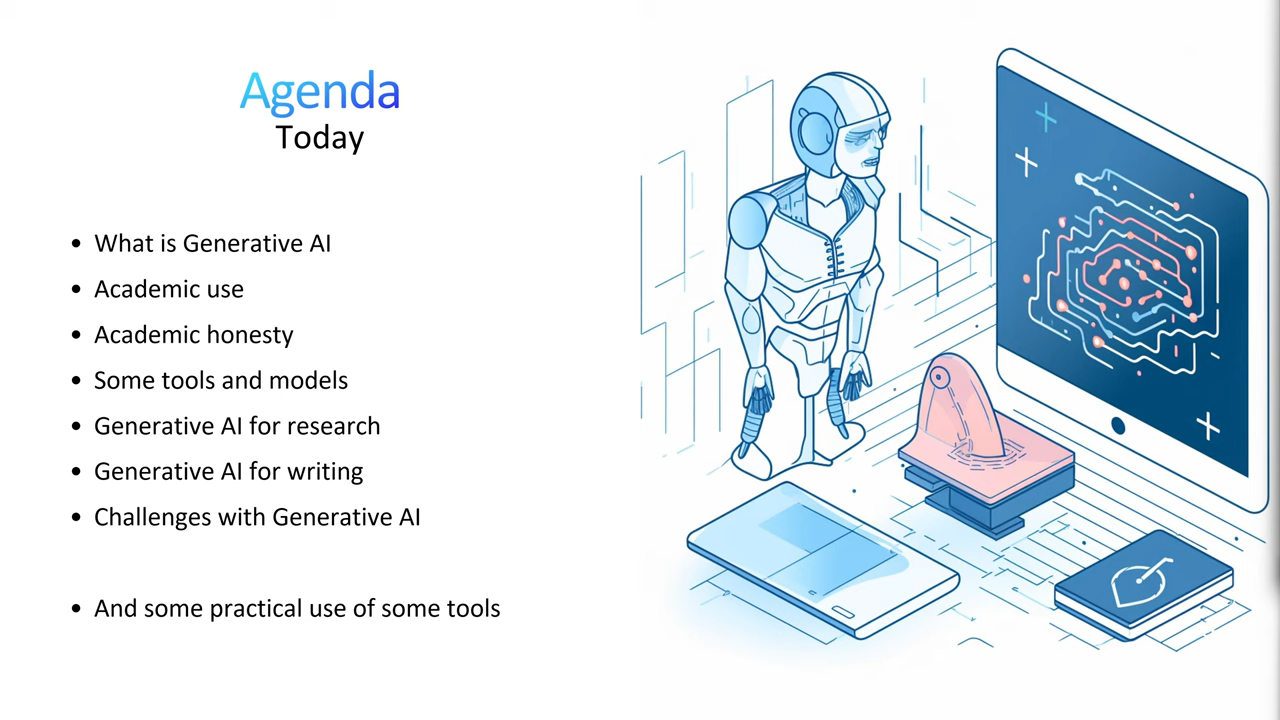 Agenda
Today
• What is Generative AI
• Academic use
• Academic honesty
• Some tools and models
• Generative AI for research
• Generative AI for writing
• Challenges with Generative AI
• And some practical use of some tools